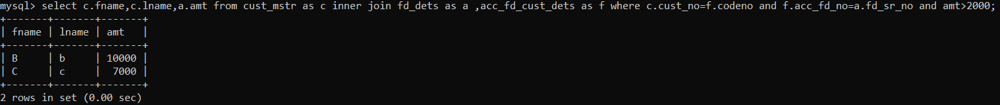 mysql> select c.fname,c.lname,a.amt from cust_mstr as c inner join fd_dets as a ,acc_fd_cust_dets as f where c.cust_no=f.codeno and f.acc_fd_no=a.fd_sr_no and amt>2000;
+-------+-------+-------+
| fname | lname | amt   |
+-------+-------+-------+
| B     | b     | 10000 |
| C     | c     |  7000 |
+-------+-------+-------+
2 rows in set (0.00 sec)